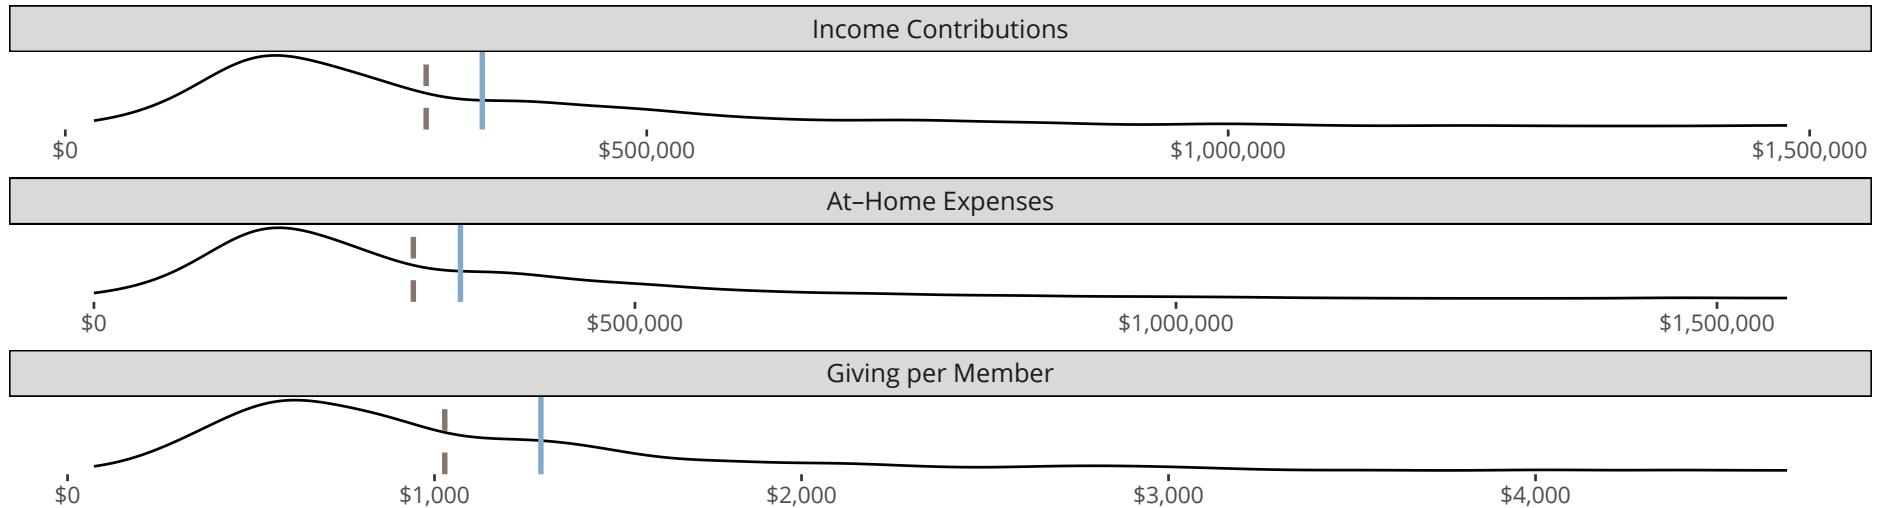 Income Contributions
$0 $500,000 $1,000,000 $1,500,000
At–Home Expenses
$0 $500,000 $1,000,000 $1,500,000
Giving per Member
$0 $1,000 $2,000 $3,000 $4,000